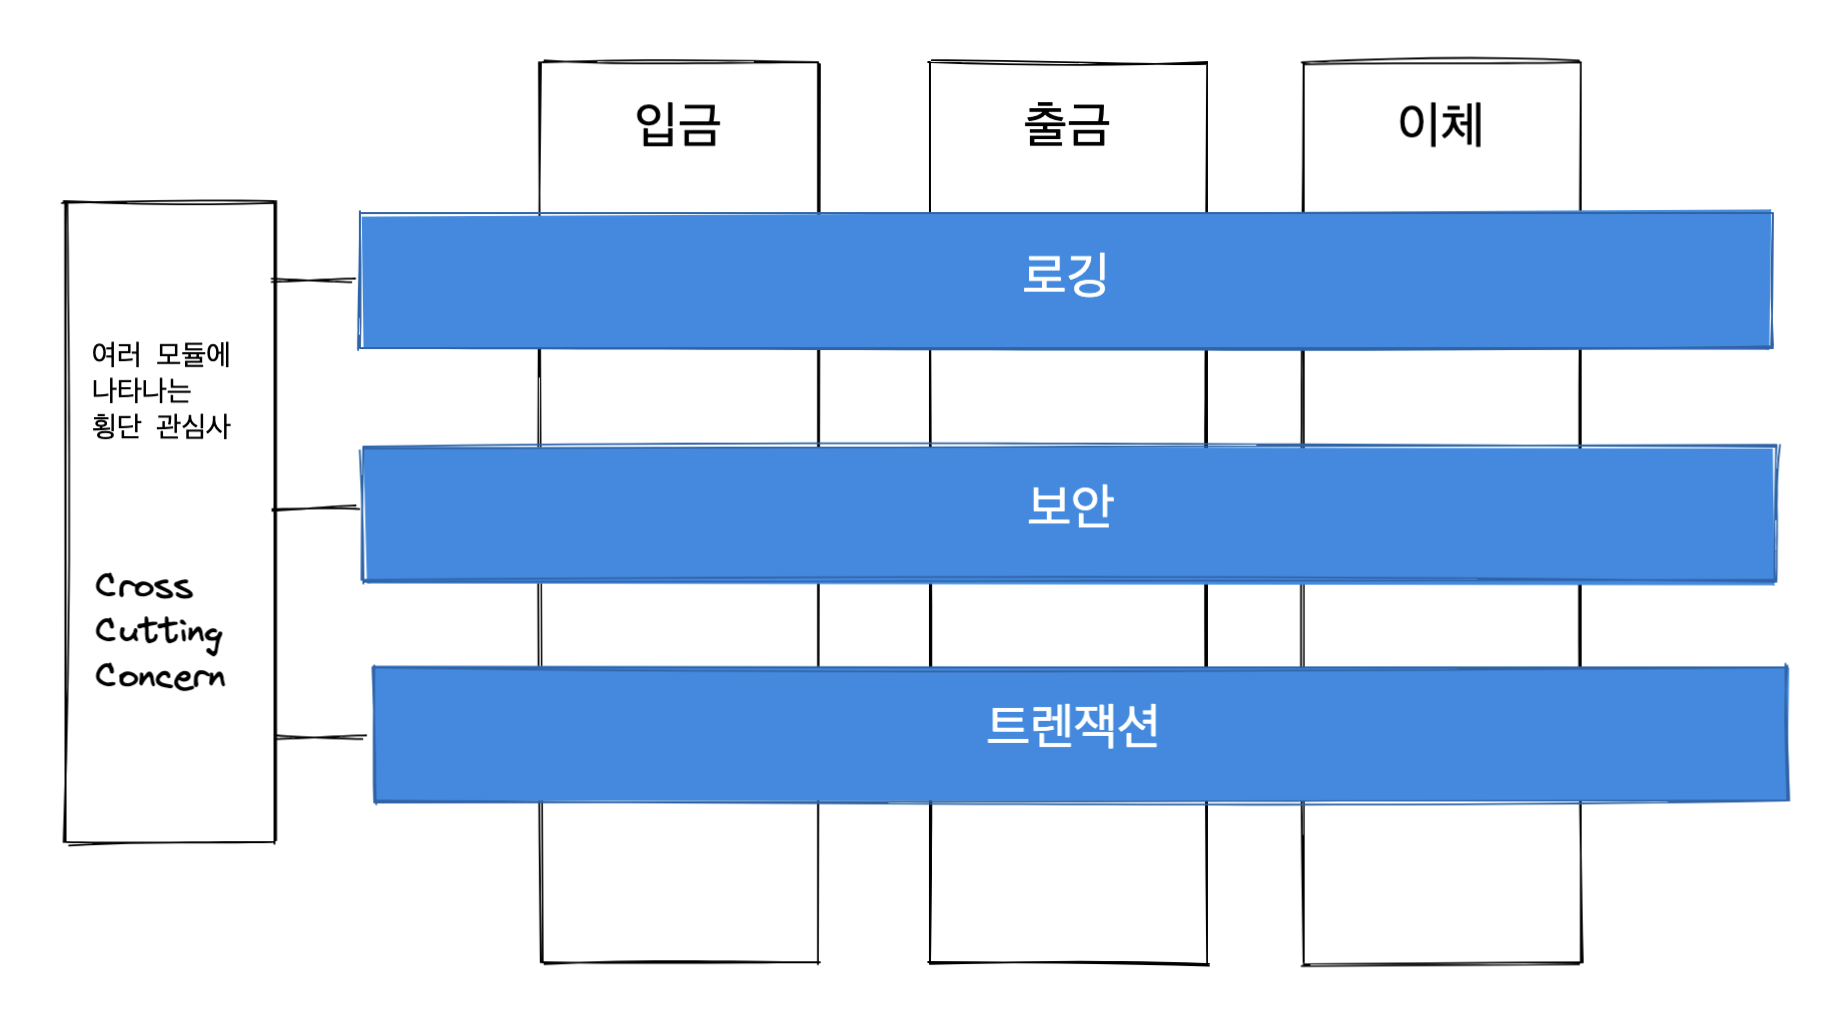 입금
출금
이체
로깅
여러 모듈에
나타나는
횡단 관심사
보안
Cross
Cutting
Concern
트렌잭션